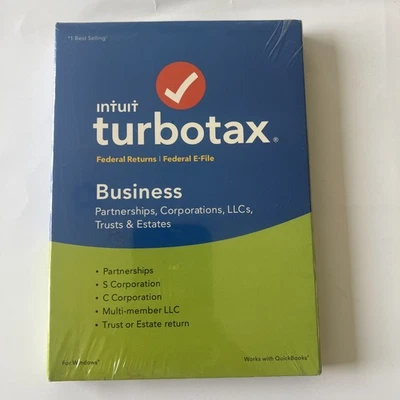 #1 Best Selling
intuit
turbotax®
Federal Returns | Federal E-File
Business
Partnerships, Corporations, LLCs,
Trusts & Estates
• Partnerships
• S Corporation
• C Corporation
• Multi-member LLC
• Trust or Estate return
For Windows®
Works with QuickBooks®